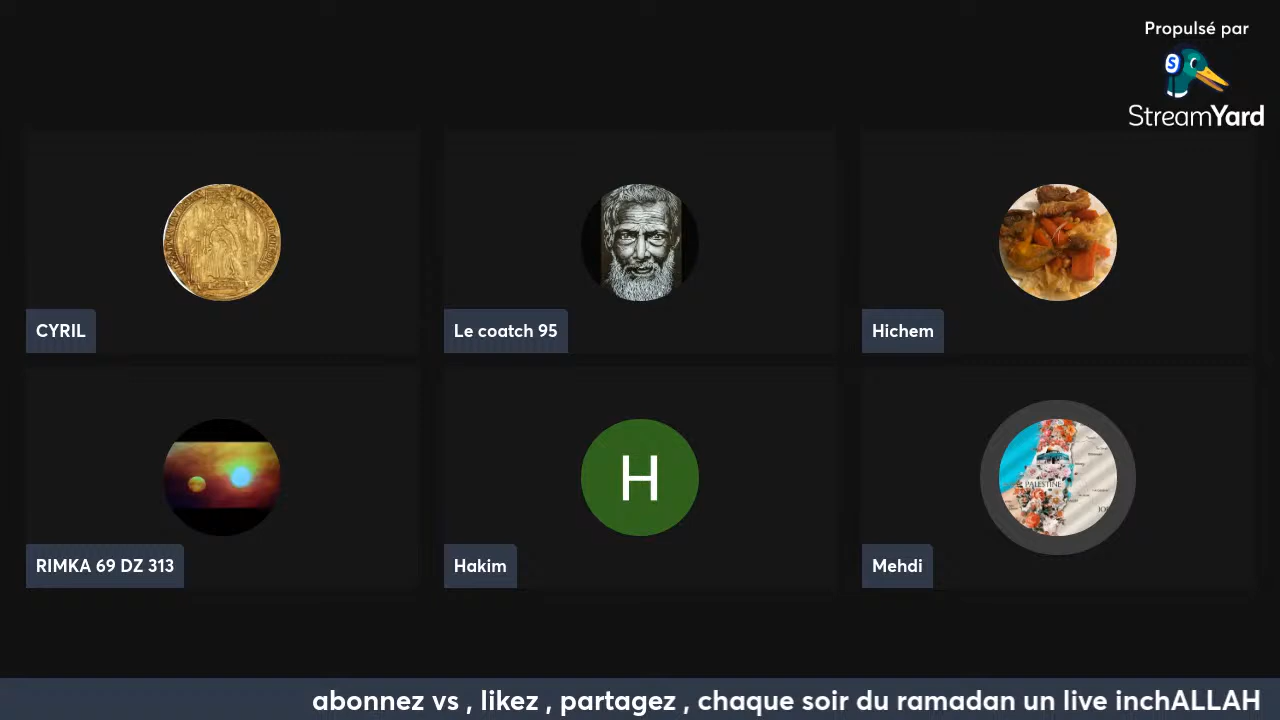 Propulsé par
S
StreamYard
CYRIL
Le coatch 95
Hichem
H
PALESTINE
RIMKA 69 DZ 313
Hakim
Mehdi
abonnez vs , likez , partagez , chaque soir du ramadan un live inchALLAH